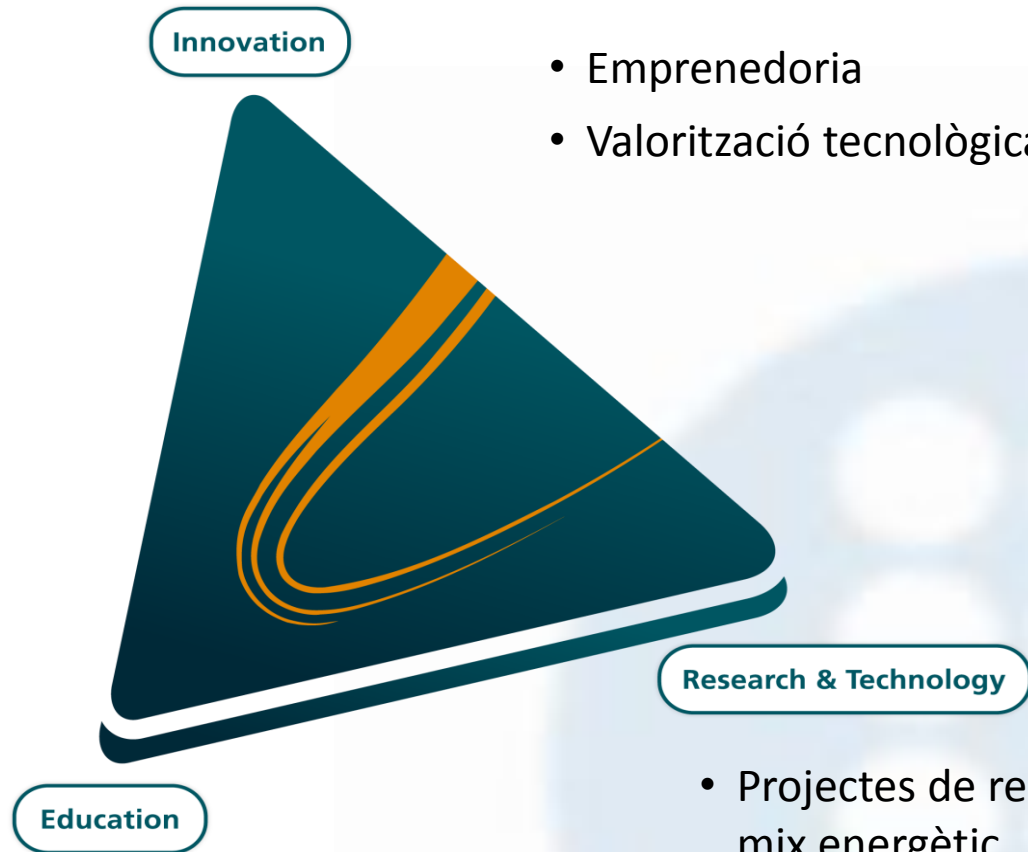 Innovation
• Emprenedoria
• Valorització tecnològica
Research & Technology
• Projectes de re
mix energètic
Education